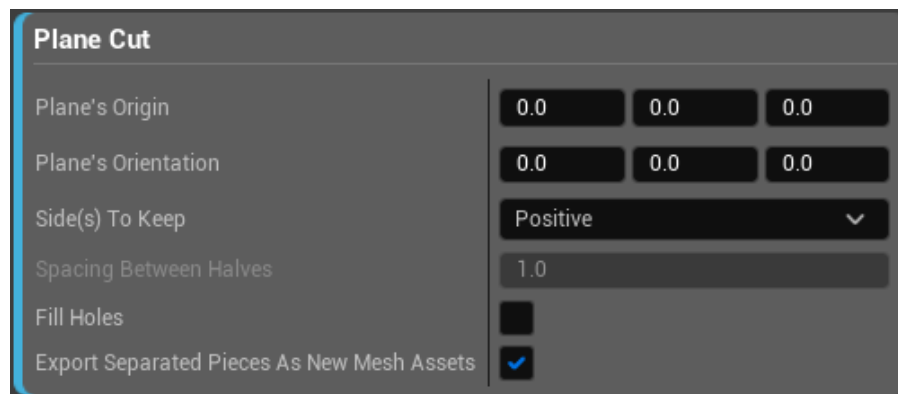 Plane Cut
Plane's Origin 0.0 0.0 0.0
Plane's Orientation 0.0 0.0 0.0
Side(s) To Keep Positive
Spacing Between Halves 1.0
Fill Holes
Export Separated Pieces As New Mesh Assets